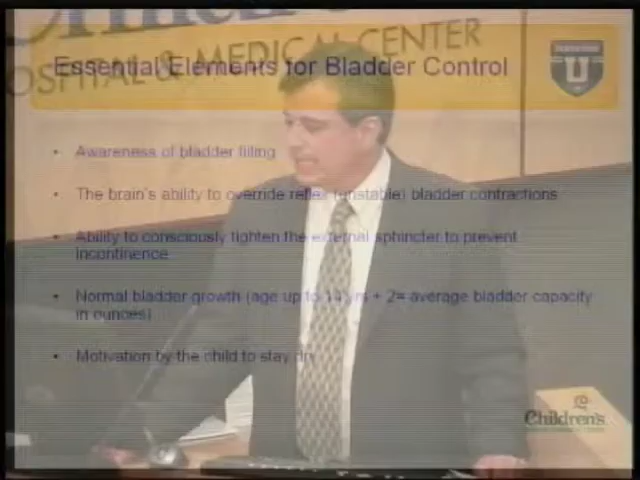 HOSPITAL & MEDICAL CENTER
Essential Elements for Bladder Control
U
• Awareness of bladder filling
• The brain's ability to override reflex (unstable) bladder contractions
• Ability to consciously tighten the external sphincter to prevent
incontinence
• Normal bladder growth (age up to 14 yrs + 2= average bladder capacity
in ounces)
• Motivation by the child to stay dry
Children's